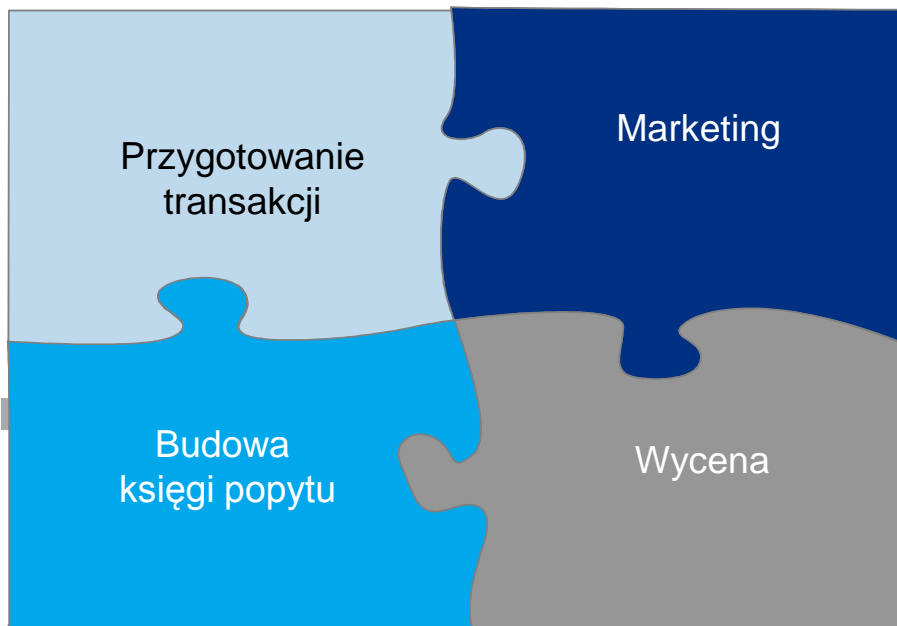 Przygotowanie
transakcji
Marketing
Budowa
księgi popytu
Wycena